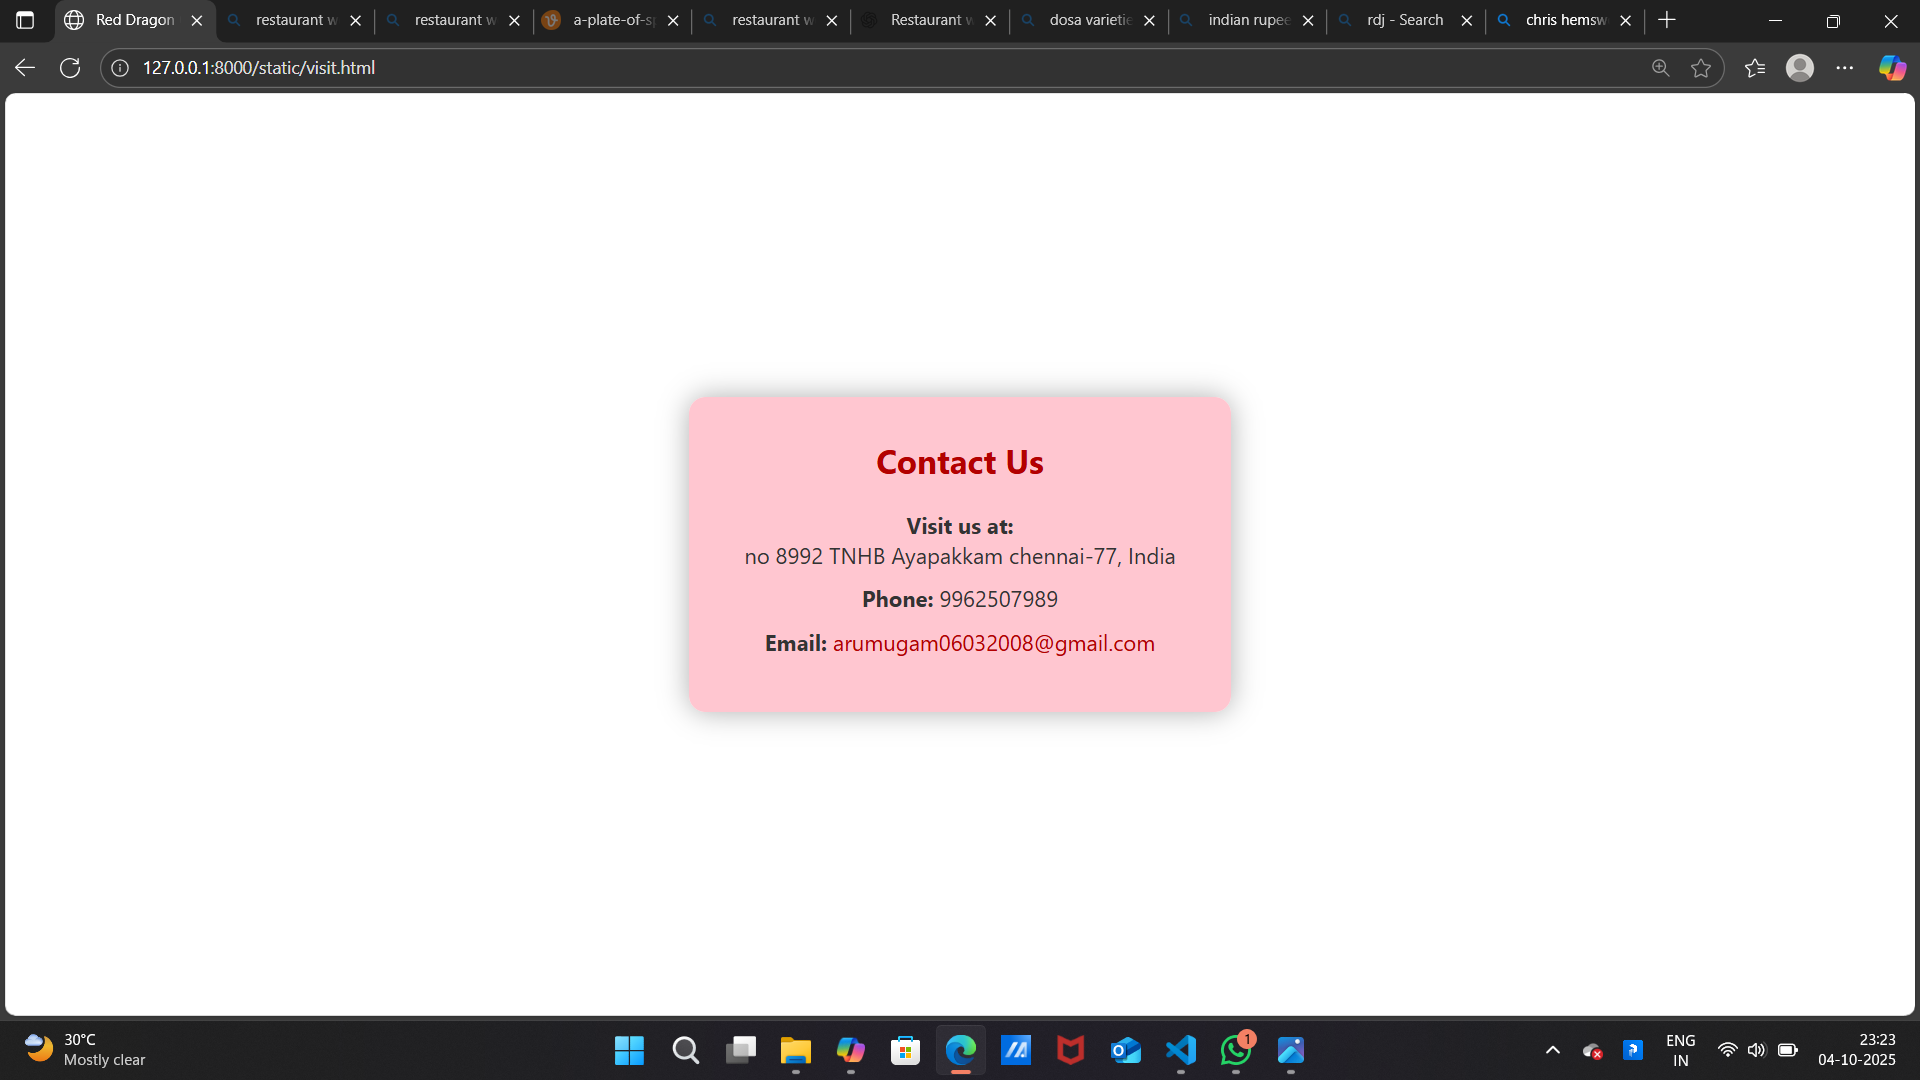 Red Dragon
restaurant w
restaurant w
a-plate-of-s
restaurant w
Restaurant w
dosa varietie
indian rupee
rdj - Search
chris hemsw
127.0.0.1:8000/static/visit.html
Contact Us
Visit us at:
no 8992 TNHB Ayapakkam chennai-77, India
Phone: 9962507989
Email: arumugam06032008@gmail.com
30°C
Mostly clear
1
ENG
IN
23:23
04-10-2025